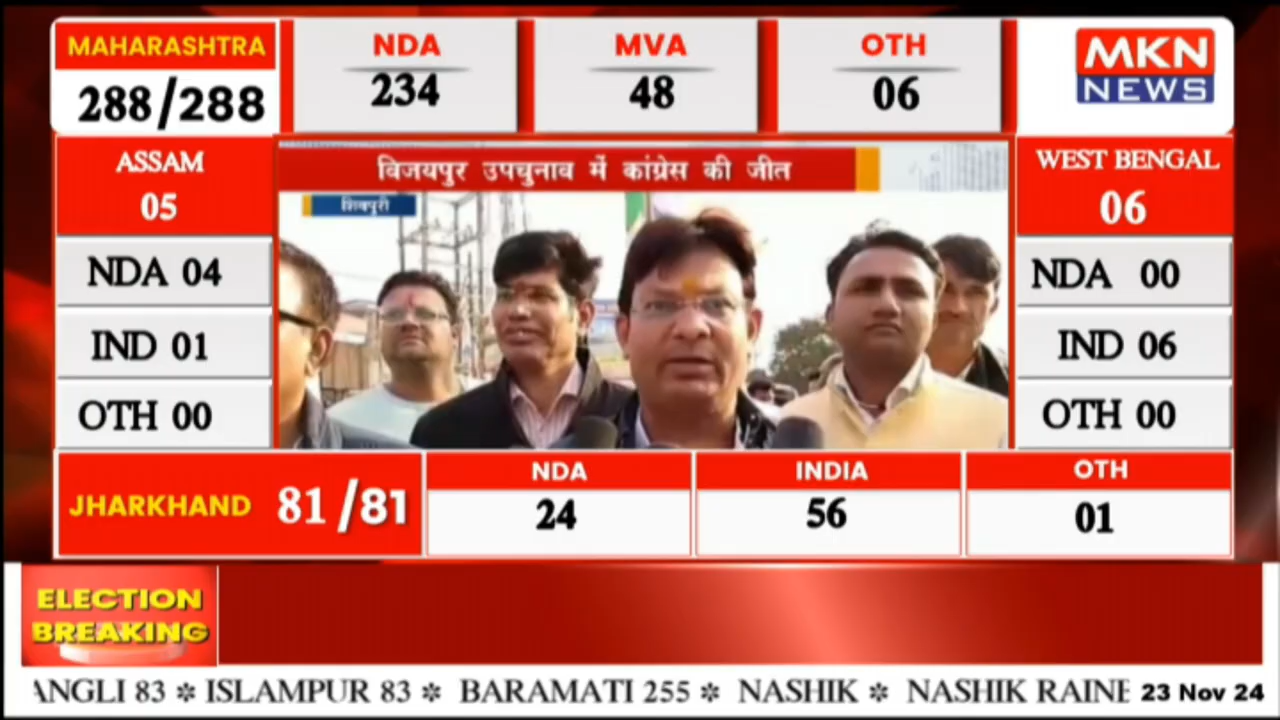 MAHARASHTRA
288/288
NDA
234
MVA
48
OTH
06
MKN
NEWS
ASSAM
05
NDA 04
IND 01
OTH 00
विजयपुर उपचुनाव में कांग्रेस की जीत
शिवपुरी
WEST BENGAL
06
NDA 00
IND 06
OTH 00
JHARKHAND 81/81
NDA
24
INDIA
56
OTH
01
ELECTION
BREAKING
ANGLI 83 * ISLAMPUR 83 * BARAMATI 255 * NASHIK * NASHIK RAINE 23 Nov 24